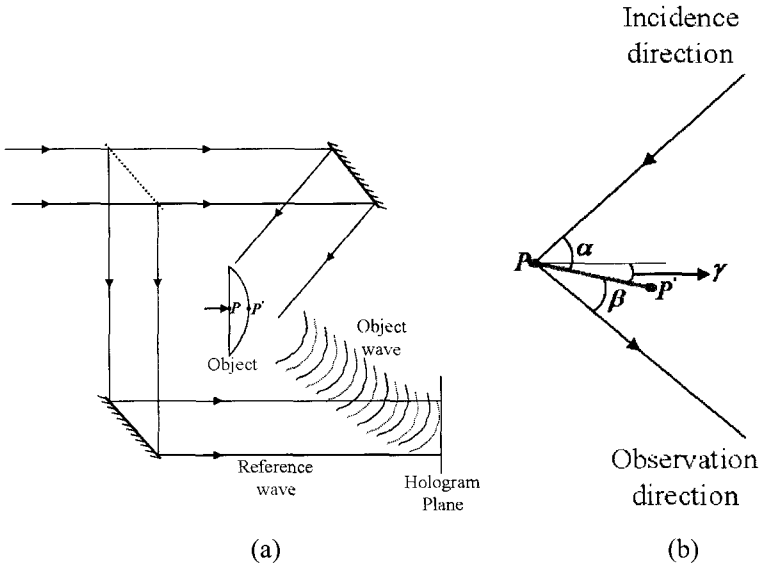 P
P'
Object
Object
wave
Reference
wave
Hologram
Plane
(a)
Incidence
direction
P
α
γ
β
P'
Observation
direction
(b)